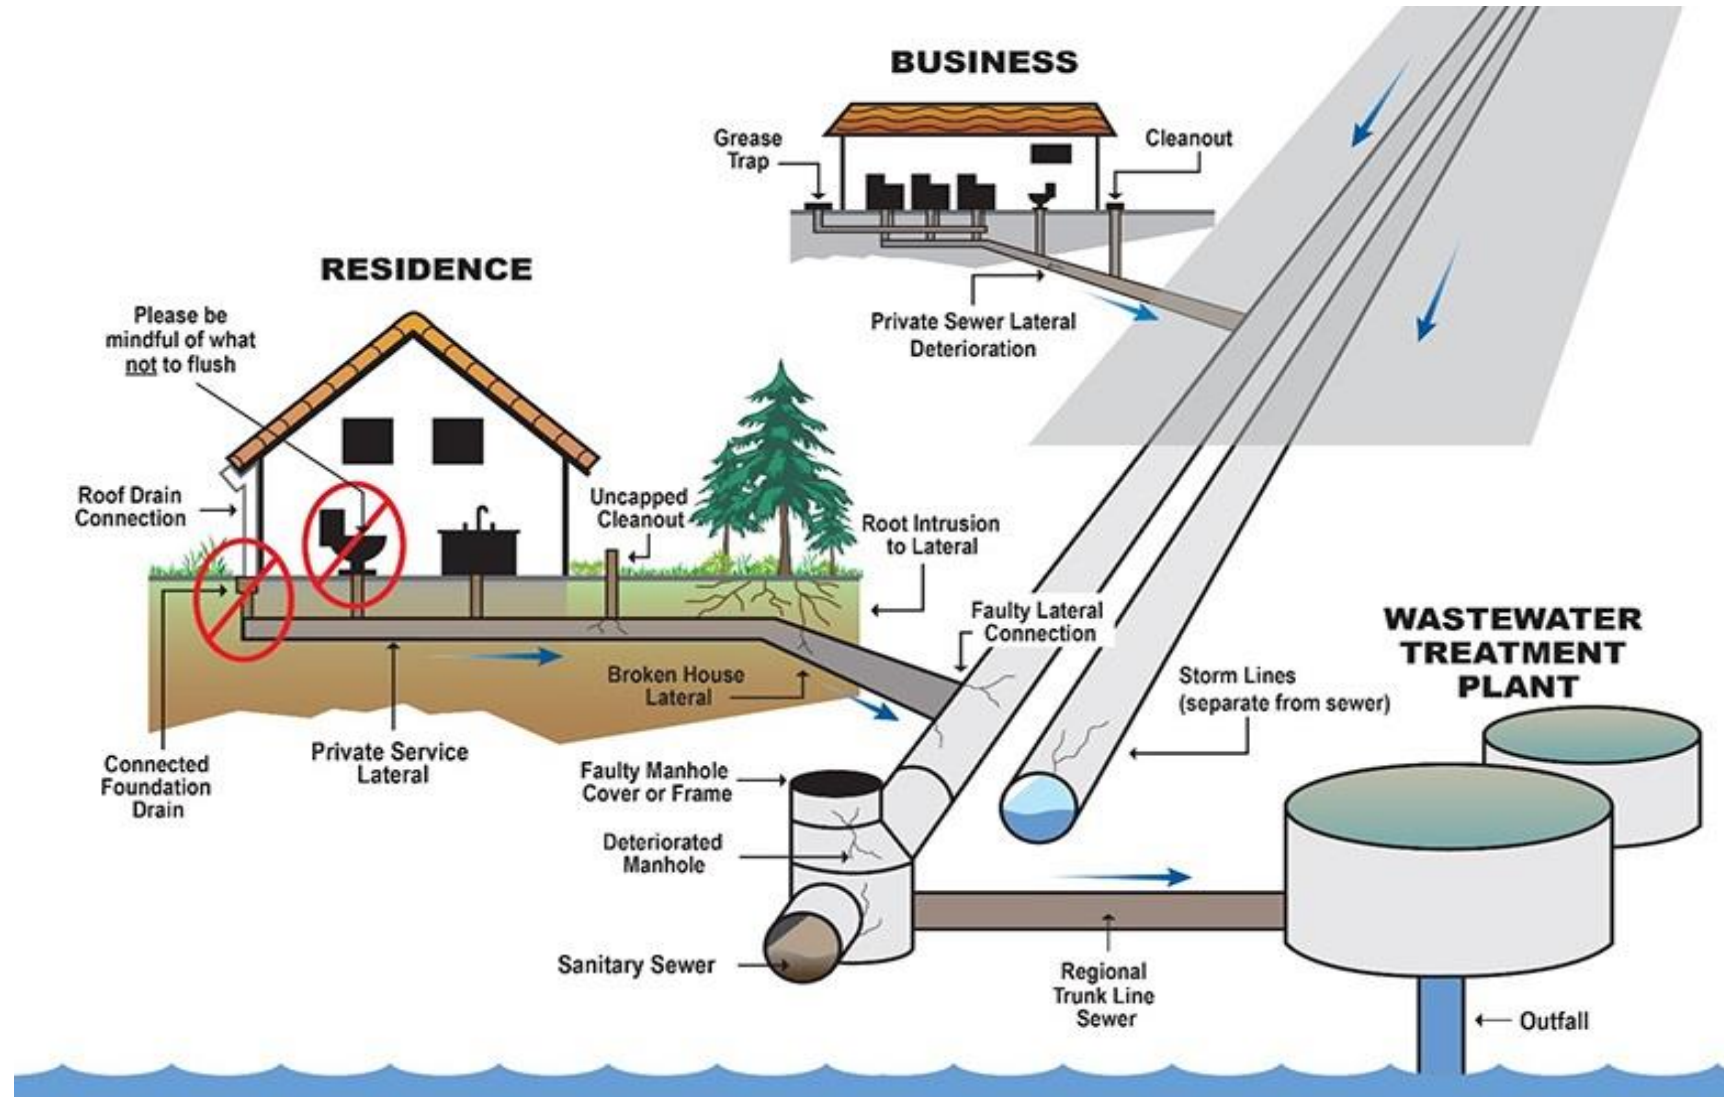 BUSINESS
Grease
Trap
Cleanout
Private Sewer Lateral
Deterioration
RESIDENCE
Please be
mindful of what
not to flush
Roof Drain
Connection
Uncapped
Cleanout
Root Intrusion
to Lateral
Faulty Lateral
Connection
Broken House
Lateral
Connected
Foundation
Drain
Private Service
Lateral
Faulty Manhole
Cover or Frame
Deteriorated
Manhole
Sanitary Sewer
Storm Lines
(separate from sewer)
WASTEWATER
TREATMENT
PLANT
Regional
Trunk Line
Sewer
Outfall